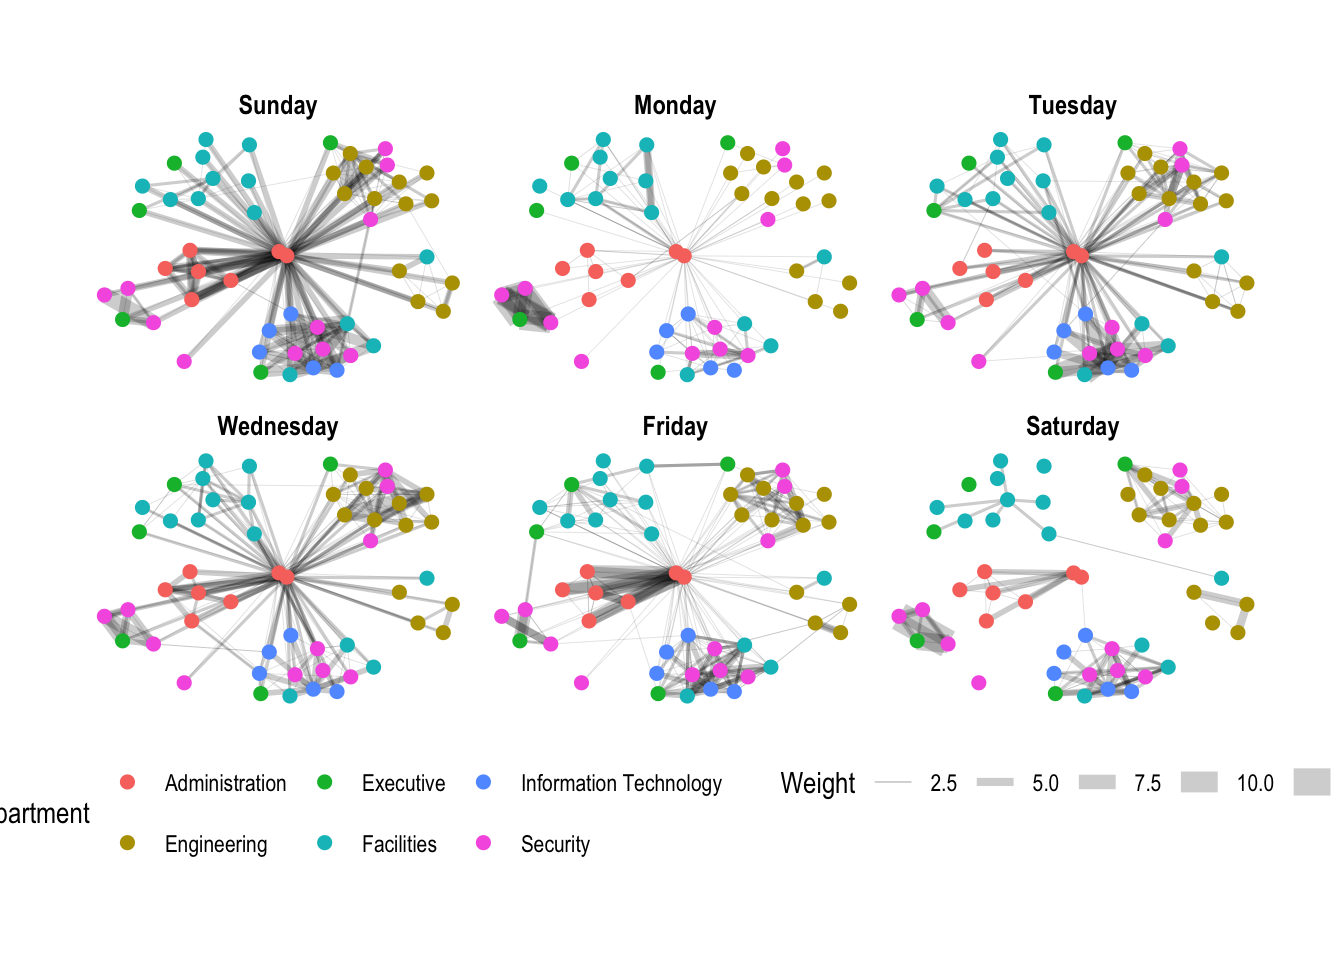 Sunday
Monday
Tuesday
Wednesday
Friday
Saturday
partment
Administration
Executive
Information Technology
Engineering
Facilities
Security
Weight
2.5
5.0
7.5
10.0